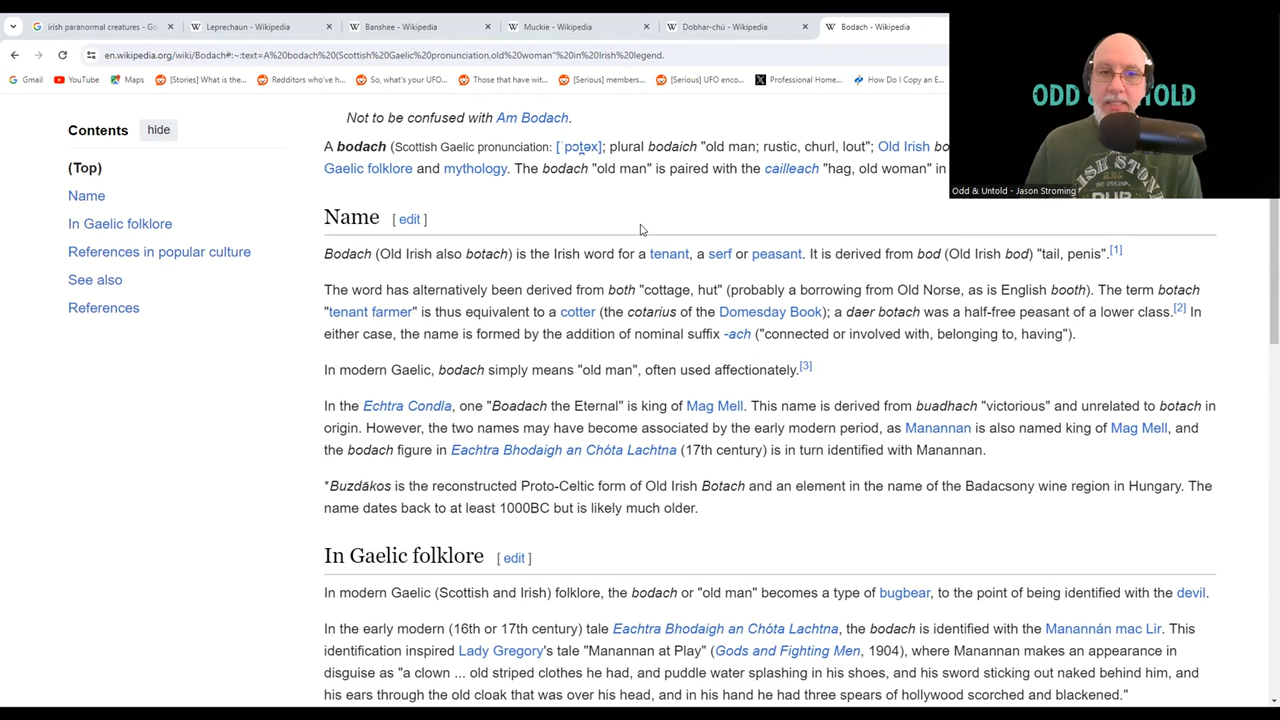 irish paranormal creatures - Go
Leprechaun - Wikipedia
Banshee - Wikipedia
Muckie - Wikipedia
Dobhar-chú - Wikipedia
Bodach - Wikipedia
en.wikipedia.org/wiki/Bodach#:~:text=A%20bodach%20(Scottish%20Gaelic%20pronunciation,old%20woman"%20in%20Irish%20legend.
Gmail
YouTube
Maps
[Stories] What is the...
Redditors who've h...
So, what's your UFO...
Those that have wit...
[Serious] members...
[Serious] UFO enco...
Professional Home...
How Do I Copy an E...
ODD & UNTOLD
IRISH STON
PUB
Odd & Untold - Jason Stroming
Contents hide
(Top)
Name
In Gaelic folklore
References in popular culture
See also
References
Not to be confused with Am Bodach.
A bodach (Scottish Gaelic pronunciation: [ˈpɔt̪əx]; plural bodaich "old man; rustic, churl, lout"; Old Irish bo
Gaelic folklore and mythology. The bodach "old man" is paired with the cailleach "hag, old woman" in
Name [ edit ]
Bodach (Old Irish also botach) is the Irish word for a tenant, a serf or peasant. It is derived from bod (Old Irish bod) "tail, penis".[1]
The word has alternatively been derived from both "cottage, hut" (probably a borrowing from Old Norse, as is English booth). The term botach
"tenant farmer" is thus equivalent to a cotter (the cotarius of the Domesday Book); a daer botach was a half-free peasant of a lower class.[2] In
either case, the name is formed by the addition of nominal suffix -ach ("connected or involved with, belonging to, having").
In modern Gaelic, bodach simply means "old man", often used affectionately.[3]
In the Echtra Condla, one "Boadach the Eternal" is king of Mag Mell. This name is derived from buadhach "victorious" and unrelated to botach in
origin. However, the two names may have become associated by the early modern period, as Manannan is also named king of Mag Mell, and
the bodach figure in Eachtra Bhodaigh an Chóta Lachtna (17th century) is in turn identified with Manannan.
*Buzdākos is the reconstructed Proto-Celtic form of Old Irish Botach and an element in the name of the Badacsony wine region in Hungary. The
name dates back to at least 1000BC but is likely much older.
In Gaelic folklore [ edit ]
In modern Gaelic (Scottish and Irish) folklore, the bodach or "old man" becomes a type of bugbear, to the point of being identified with the devil.
In the early modern (16th or 17th century) tale Eachtra Bhodaigh an Chóta Lachtna, the bodach is identified with the Manannán mac Lir. This
identification inspired Lady Gregory's tale "Manannan at Play" (Gods and Fighting Men, 1904), where Manannan makes an appearance in
disguise as "a clown ... old striped clothes he had, and puddle water splashing in his shoes, and his sword sticking out naked behind him, and
his ears through the old cloak that was over his head, and in his hand he had three spears of hollywood scorched and blackened."